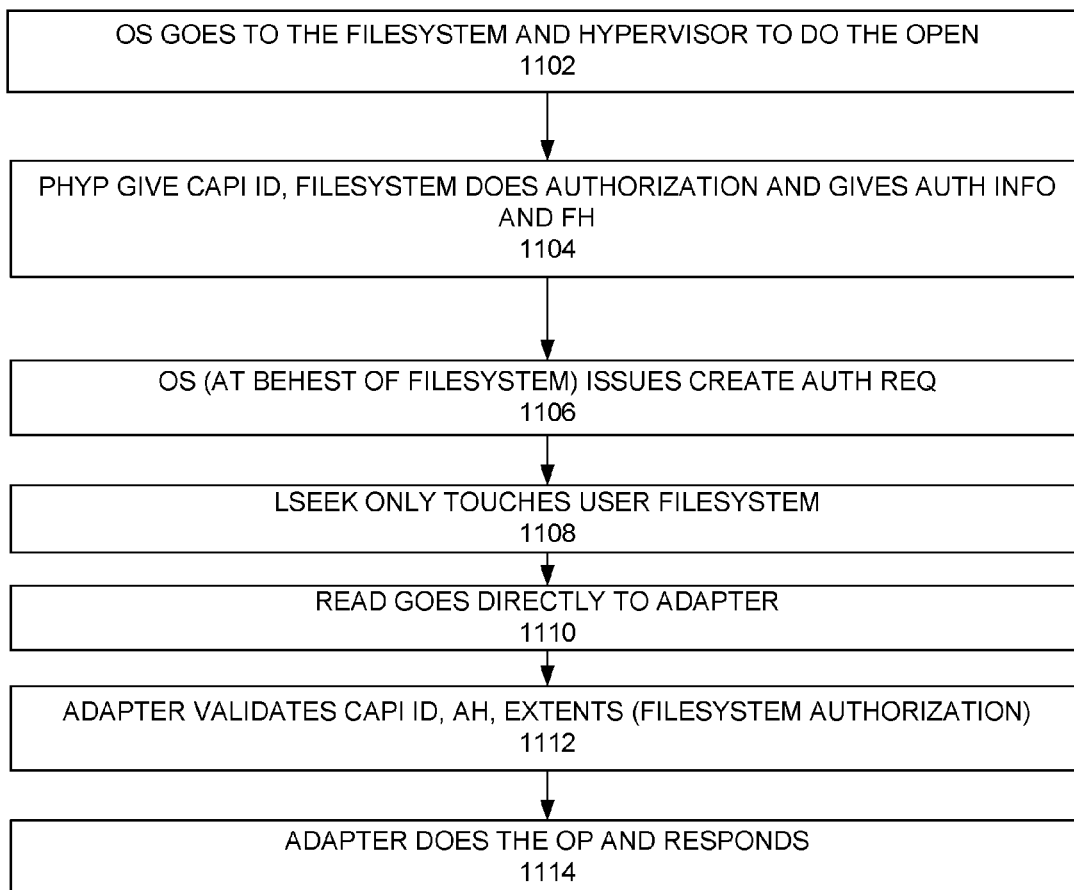 OS GOES TO THE FILESYSTEM AND HYPERVISOR TO DO THE OPEN
1102
PHYP GIVE CAPI ID, FILESYSTEM DOES AUTHORIZATION AND GIVES AUTH INFO
AND FH
1104
OS (AT BEHEST OF FILESYSTEM) ISSUES CREATE AUTH REQ
1106
LSEEK ONLY TOUCHES USER FILESYSTEM
1108
READ GOES DIRECTLY TO ADAPTER
1110
ADAPTER VALIDATES CAPI ID, AH, EXTENTS (FILESYSTEM AUTHORIZATION)
1112
ADAPTER DOES THE OP AND RESPONDS
1114